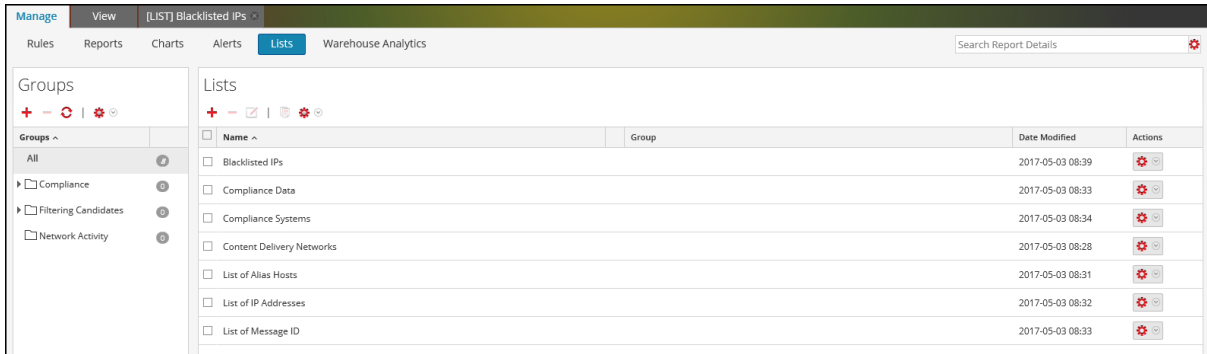 Manage View [LIST] Blacklisted IPs
Rules Reports Charts Alerts Lists Warehouse Analytics Search Report Details
Groups
Groups
All
Compliance 0
Filtering Candidates 0
Network Activity 0
Lists
Name Group Date Modified Actions
Blacklisted IPs 2017-05-03 08:39
Compliance Data 2017-05-03 08:33
Compliance Systems 2017-05-03 08:34
Content Delivery Networks 2017-05-03 08:28
List of Alias Hosts 2017-05-03 08:31
List of IP Addresses 2017-05-03 08:32
List of Message ID 2017-05-03 08:33